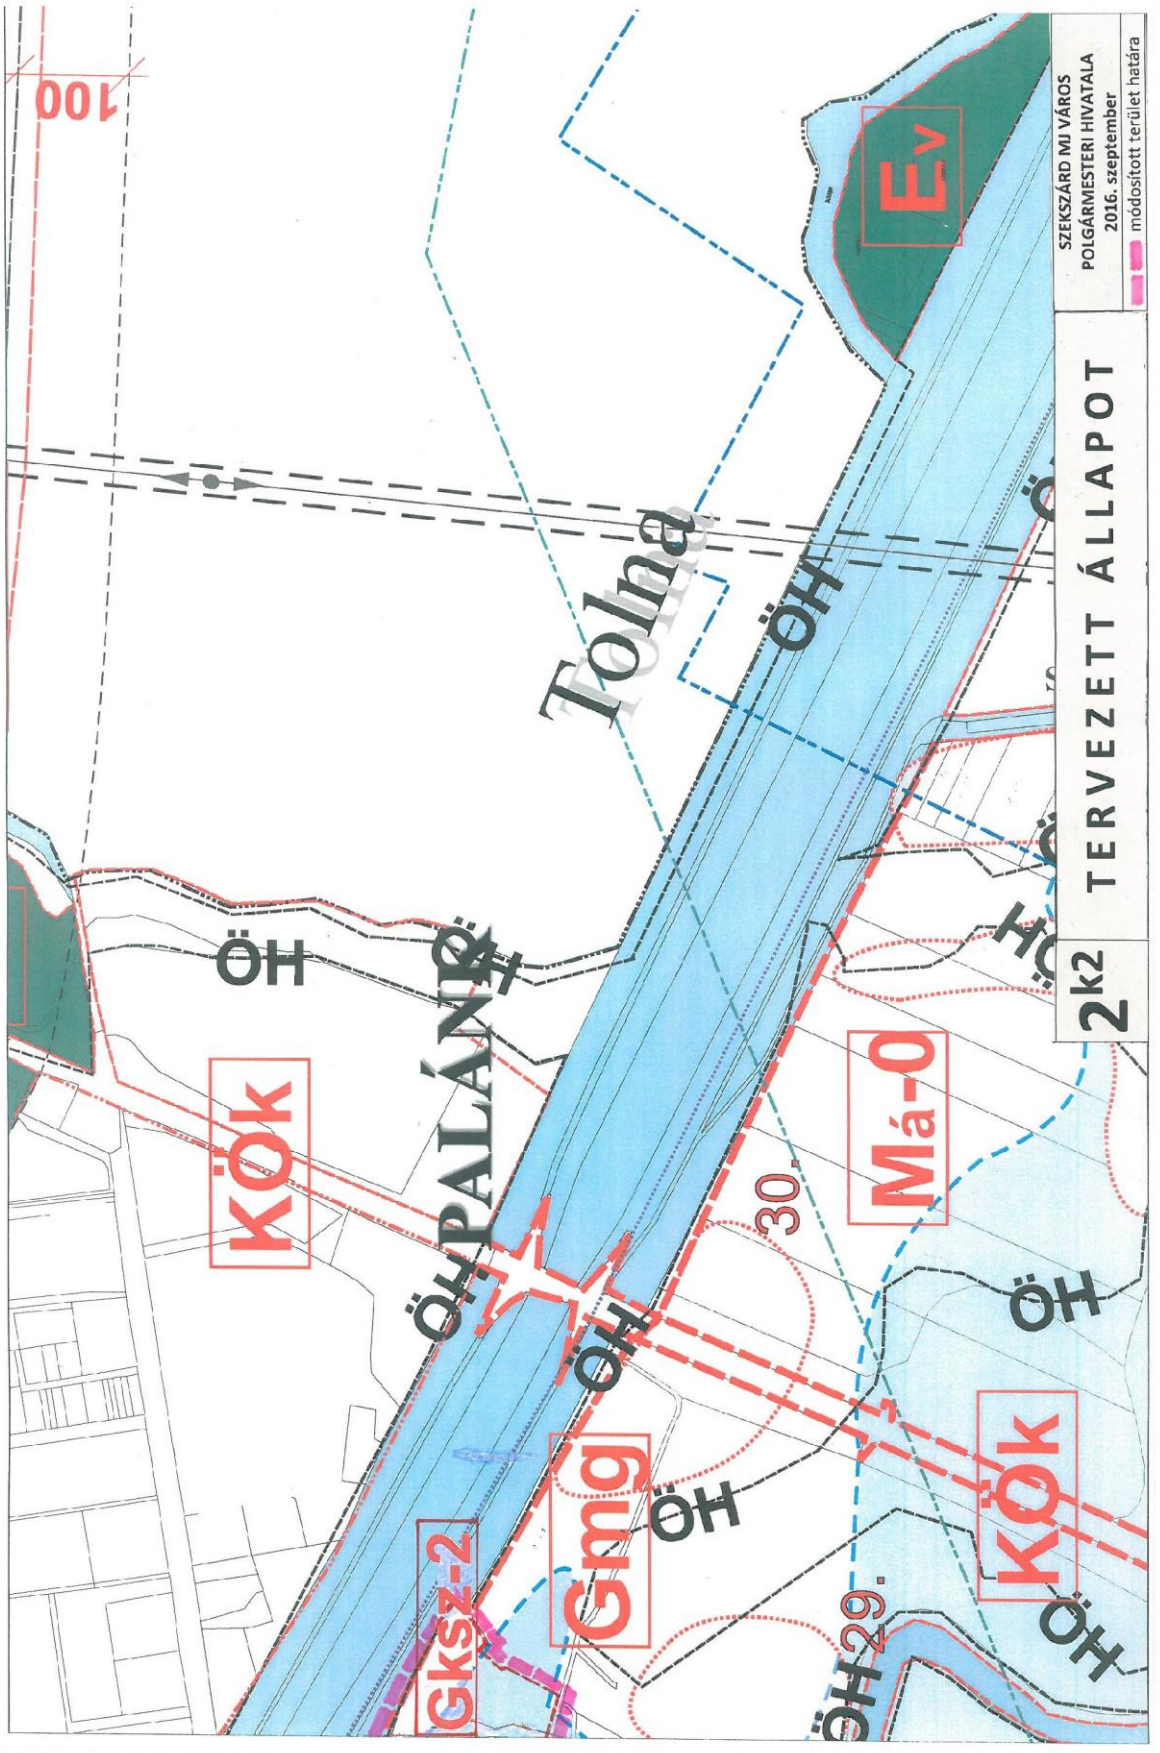 100
Ev
Tolna
ÖH
ÖH
ÖH
PALÁNK
KÖk
ÖH
ÖH
30.
Má-0
ÖH
Gksz-2
Gmg
ÖH
KÖk
ÖH
29.
ÖH
ÖH
2k2
TERVEZETT ÁLLAPOT
SZEKSZÁRD MJ VÁROS
POLGÁRMESTERI HIVATALA
2016. szeptember
módosított terület határa